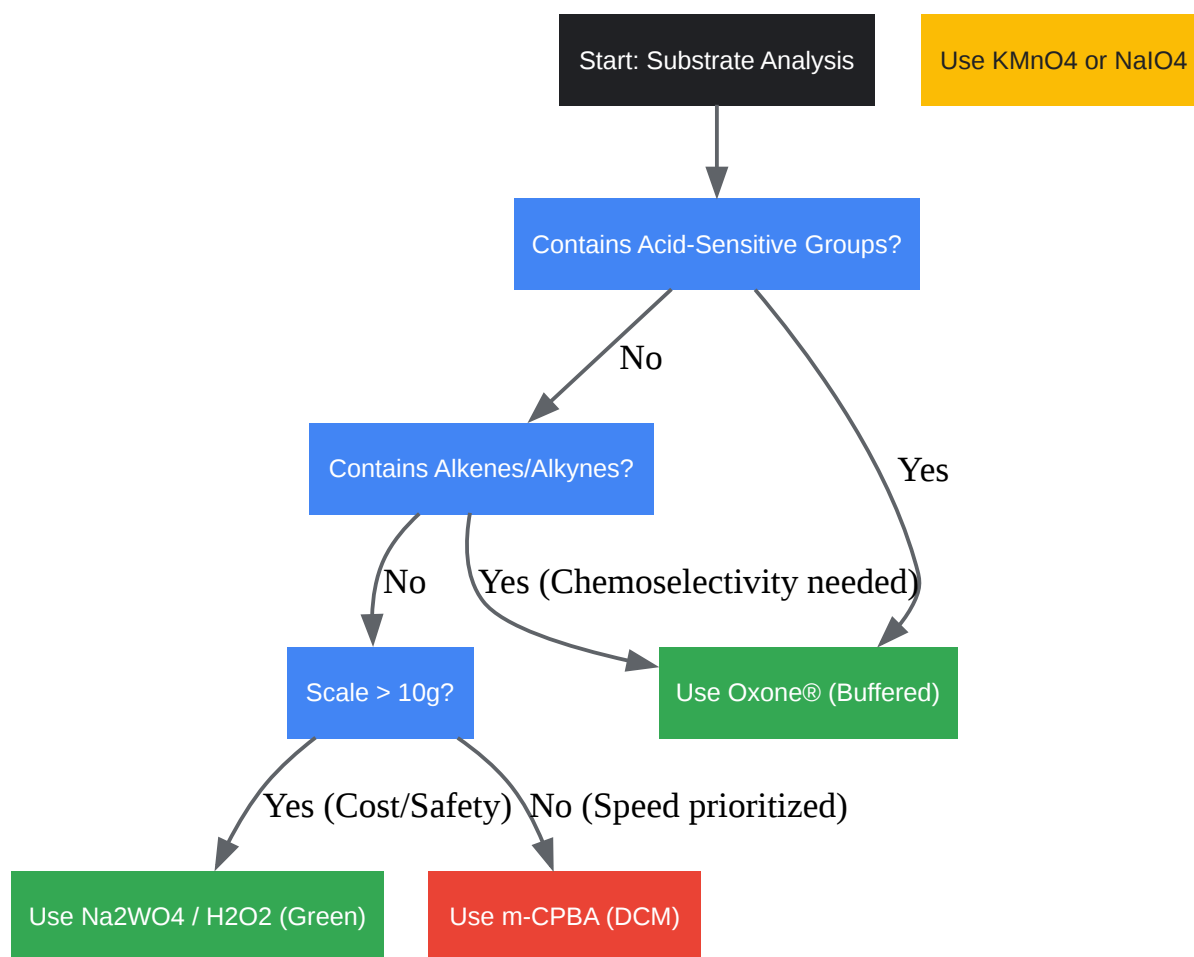 Start: Substrate Analysis
Use KMnO4 or NaIO4
Contains Acid-Sensitive Groups?
No
Contains Alkenes/Alkynes?
Yes
No
Yes (Chemoselectivity needed)
Scale > 10g?
Use Oxone® (Buffered)
Yes (Cost/Safety)
No (Speed prioritized)
Use Na2WO4 / H2O2 (Green)
Use m-CPBA (DCM)